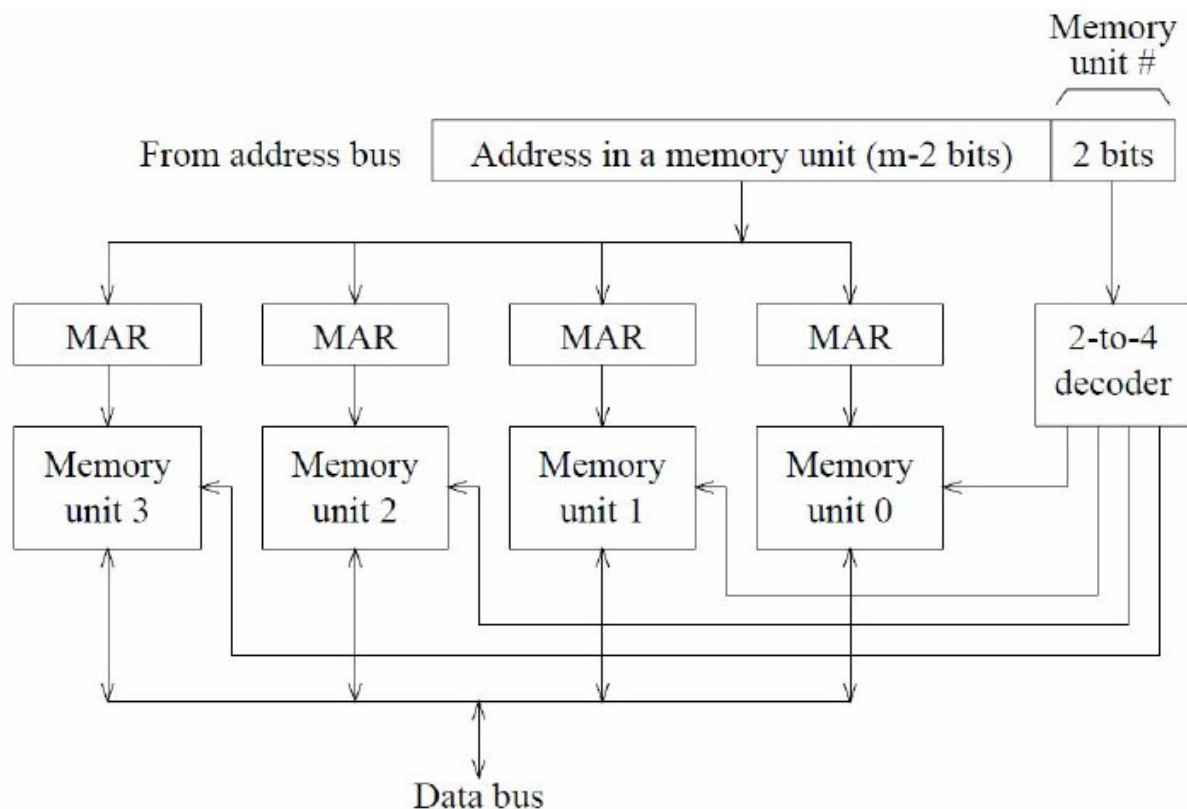 Memory
unit #
From address bus
Address in a memory unit (m-2 bits)
2 bits
MAR
MAR
MAR
MAR
2-to-4
decoder
Memory
unit 3
Memory
unit 2
Memory
unit 1
Memory
unit 0
Data bus